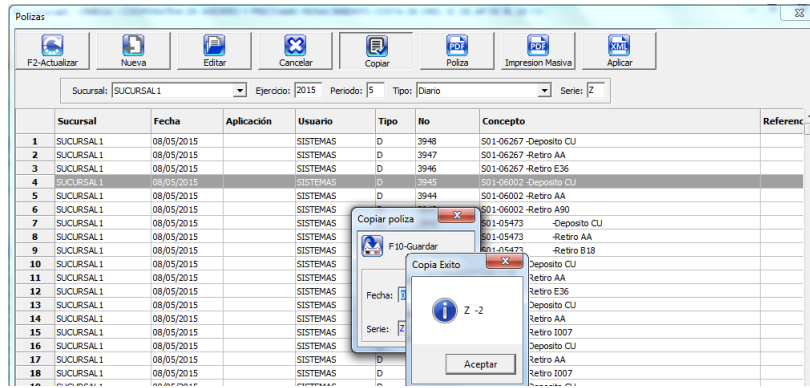 Polizas
F2-Actualizar Nueva Editar Cancelar Copiar PDF Poliza PDF Impresion Masiva XML Aplicar
Sucursal: SUCURSAL1 Ejercicio: 2015 Periodo: 5 Tipo: Diario Serie: Z
Sucursal Fecha Aplicación Usuario Tipo No Concepto Referenc
1 SUCURSAL1 08/05/2015 SISTEMAS D 3948 S01-06267 -Deposito CU
2 SUCURSAL1 08/05/2015 SISTEMAS D 3947 S01-06267 -Retiro AA
3 SUCURSAL1 08/05/2015 SISTEMAS D 3946 S01-06267 -Retiro E36
4 SUCURSAL1 08/05/2015 SISTEMAS D 3945 S01-06002 -Deposito CU
5 SUCURSAL1 08/05/2015 SISTEMAS D 3944 S01-06002 -Retiro AA
6 SUCURSAL1 08/05/2015 SISTEMAS S01-06002 -Retiro A90
7 SUCURSAL1 08/05/2015 SISTEMAS S01-05473 -Deposito CU
8 SUCURSAL1 08/05/2015 SISTEMAS S01-05473 -Retiro AA
9 SUCURSAL1 08/05/2015 SISTEMAS S01-05473 -Retiro B18
10 SUCURSAL1 08/05/2015 SISTEMAS Deposito CU
11 SUCURSAL1 08/05/2015 SISTEMAS Retiro AA
12 SUCURSAL1 08/05/2015 SISTEMAS Retiro E36
13 SUCURSAL1 08/05/2015 SISTEMAS Deposito CU
14 SUCURSAL1 08/05/2015 SISTEMAS Retiro AA
15 SUCURSAL1 08/05/2015 SISTEMAS Retiro I007
16 SUCURSAL1 08/05/2015 SISTEMAS Deposito CU
17 SUCURSAL1 08/05/2015 SISTEMAS D Retiro AA
18 SUCURSAL1 08/05/2015 SISTEMAS D Retiro I007
Copiar poliza
F10-Guardar
Fecha:
Serie: Z
Copia Exito
Z -2
Aceptar